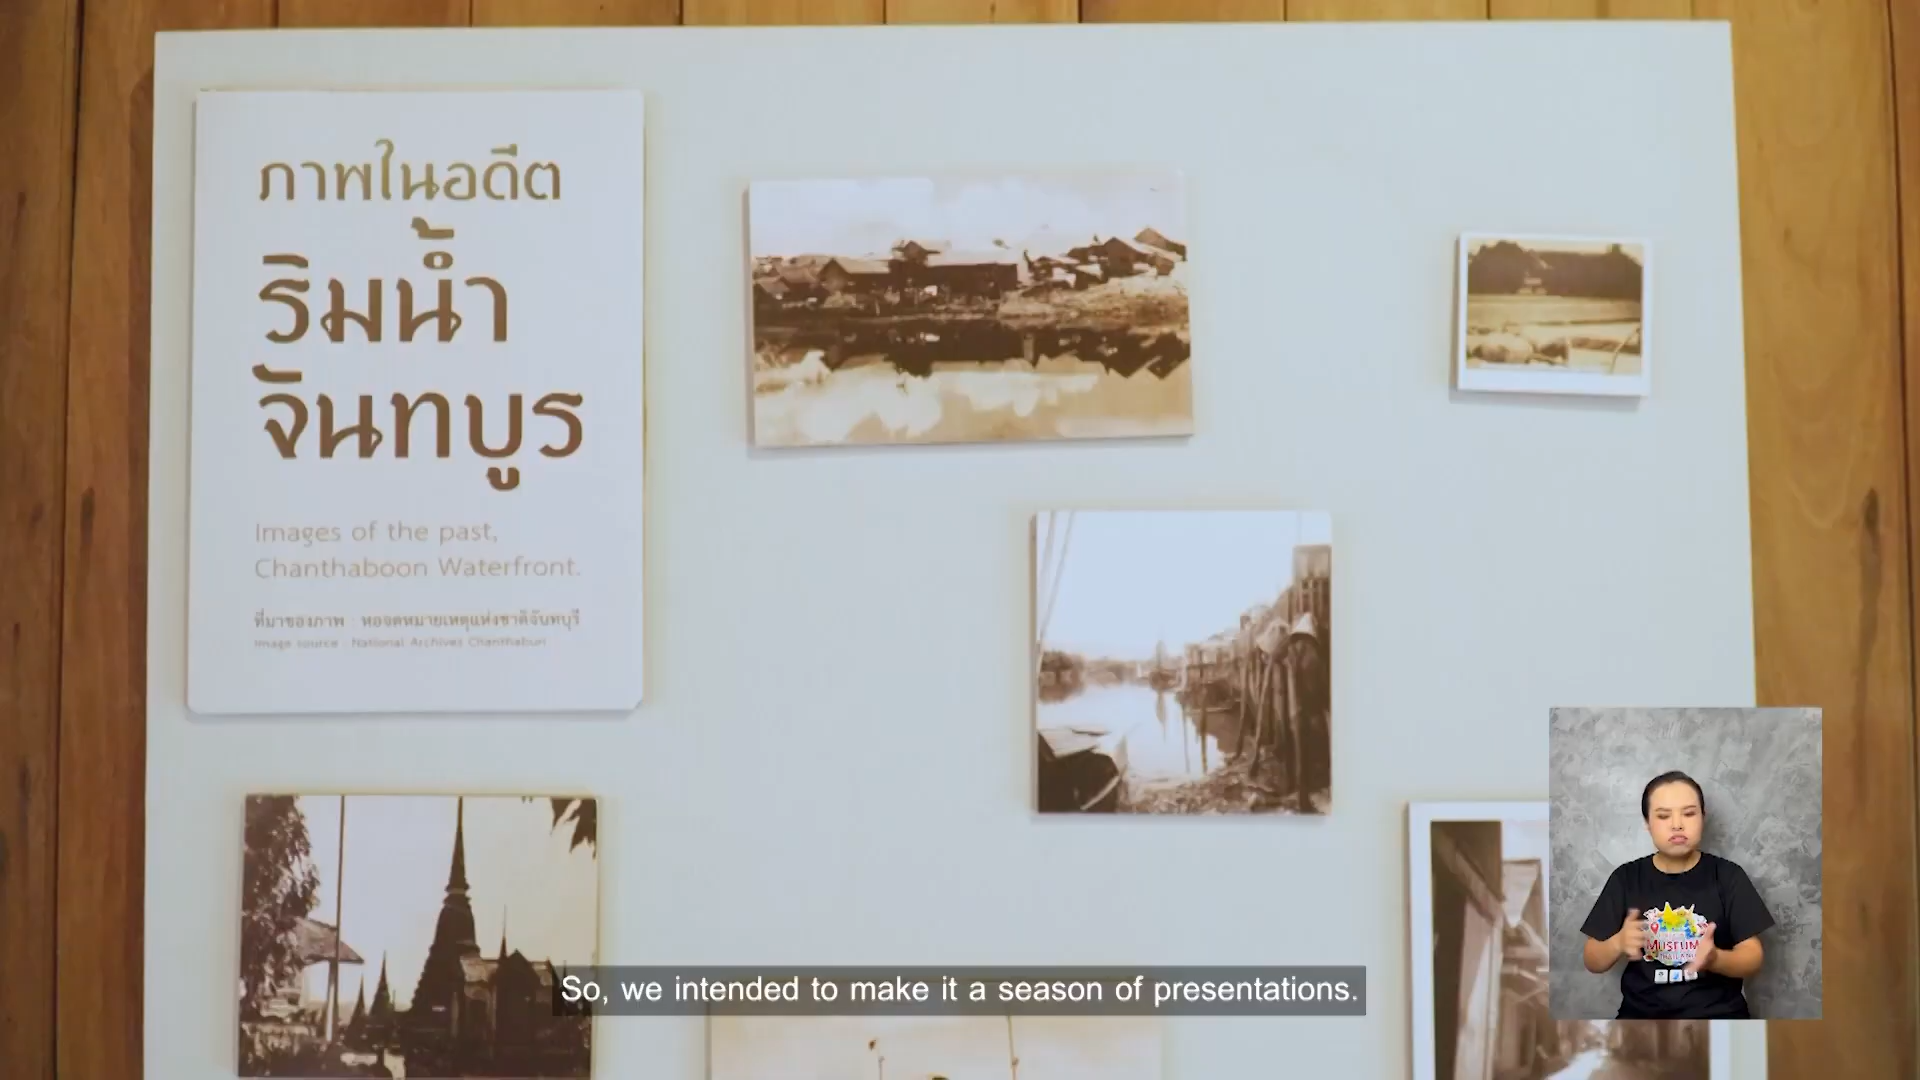 ภาพในอดีต
ริมน้ำ
จันทบูร
Images of the past,
Chanthaboon Waterfront.
ที่มาของภาพ : หอจดหมายเหตุแห่งชาติจันทบุรี
Image source : National Archives Chanthaburi
MUSEUM
THAILAND
So, we intended to make it a season of presentations.